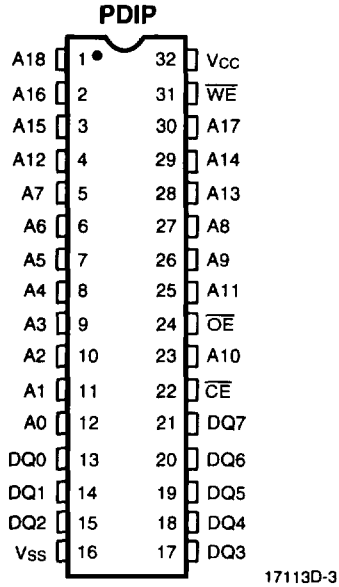 PDIP
A18 1 32 VCC
A16 2 31 W̅E̅
A15 3 30 A17
A12 4 29 A14
A7 5 28 A13
A6 6 27 A8
A5 7 26 A9
A4 8 25 A11
A3 9 24 O̅E̅
A2 10 23 A10
A1 11 22 C̅E̅
A0 12 21 DQ7
DQ0 13 20 DQ6
DQ1 14 19 DQ5
DQ2 15 18 DQ4
VSS 16 17 DQ3
17113D-3